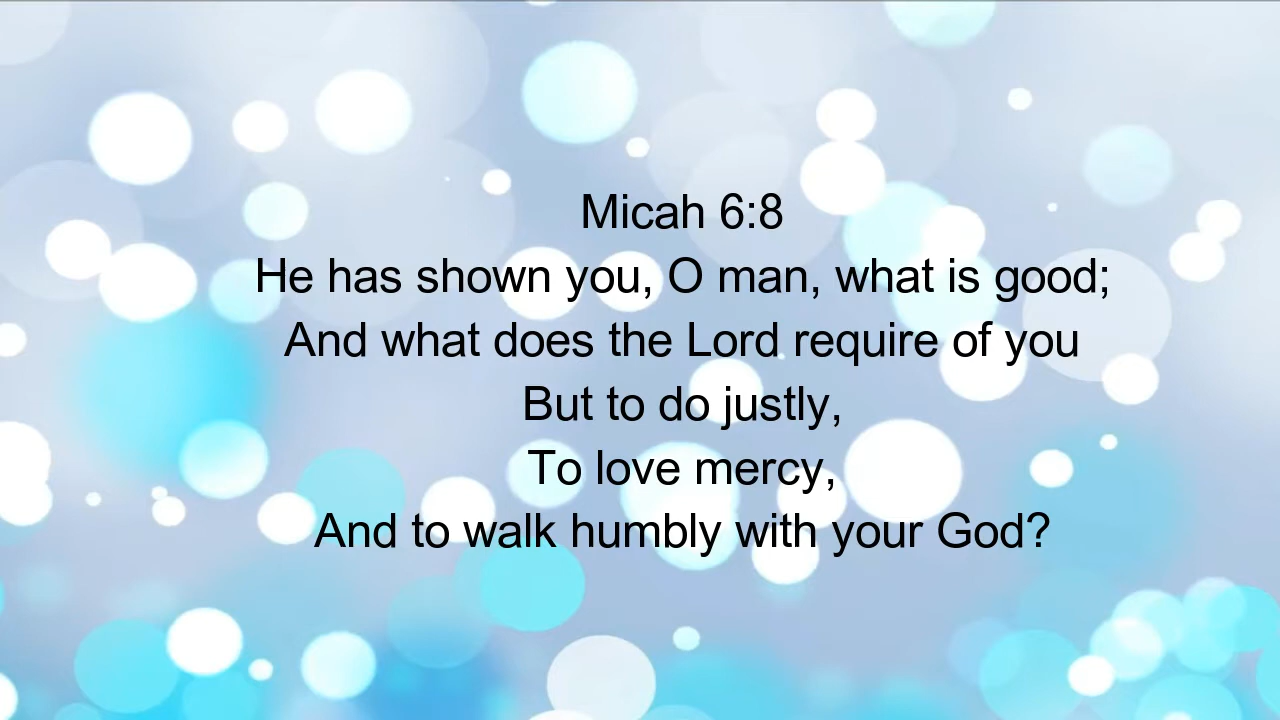 Micah 6:8
He has shown you, O man, what is good;
And what does the Lord require of you
But to do justly,
To love mercy,
And to walk humbly with your God?